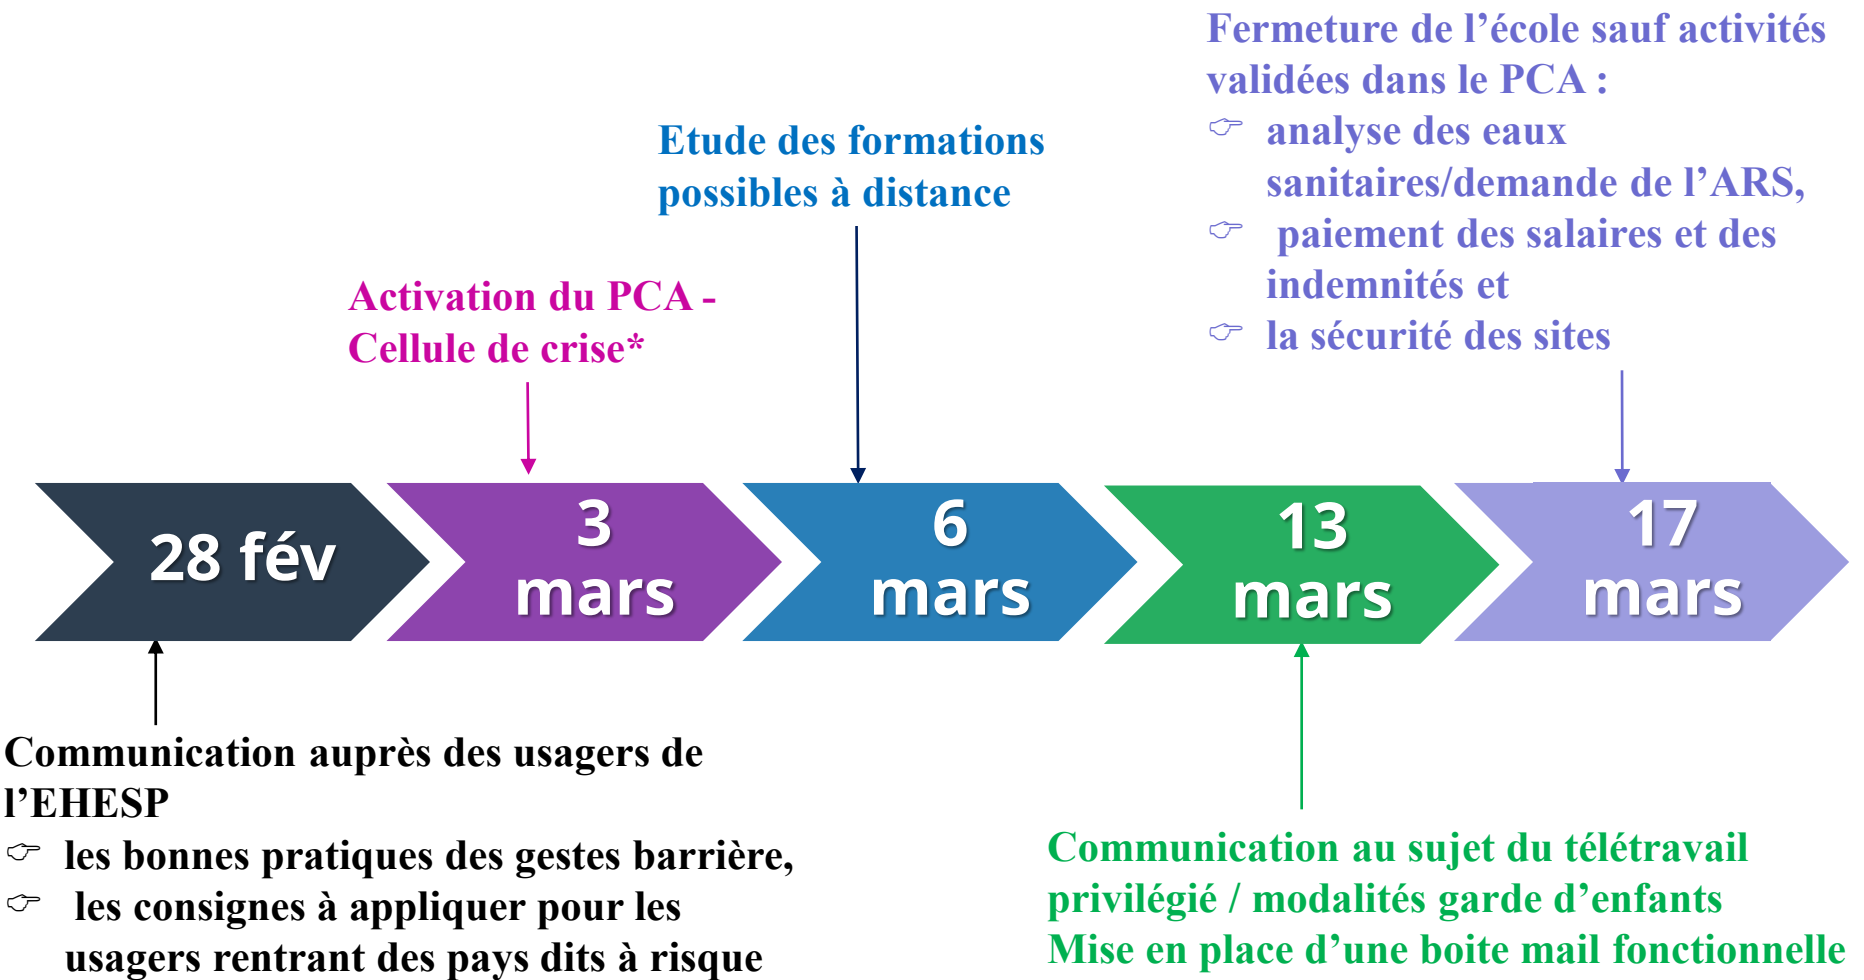 Fermeture de l’école sauf activités
validées dans le PCA :
☞ analyse des eaux
sanitaires/demande de l’ARS,
☞ paiement des salaires et des
indemnités et
☞ la sécurité des sites
Etude des formations
possibles à distance
Activation du PCA -
Cellule de crise*
28 fév
3
mars
6
mars
13
mars
17
mars
Communication auprès des usagers de
l’EHESP
☞ les bonnes pratiques des gestes barrière,
☞ les consignes à appliquer pour les
usagers rentrant des pays dits à risque
Communication au sujet du télétravail
privilégié / modalités garde d’enfants
Mise en place d’une boite mail fonctionnelle